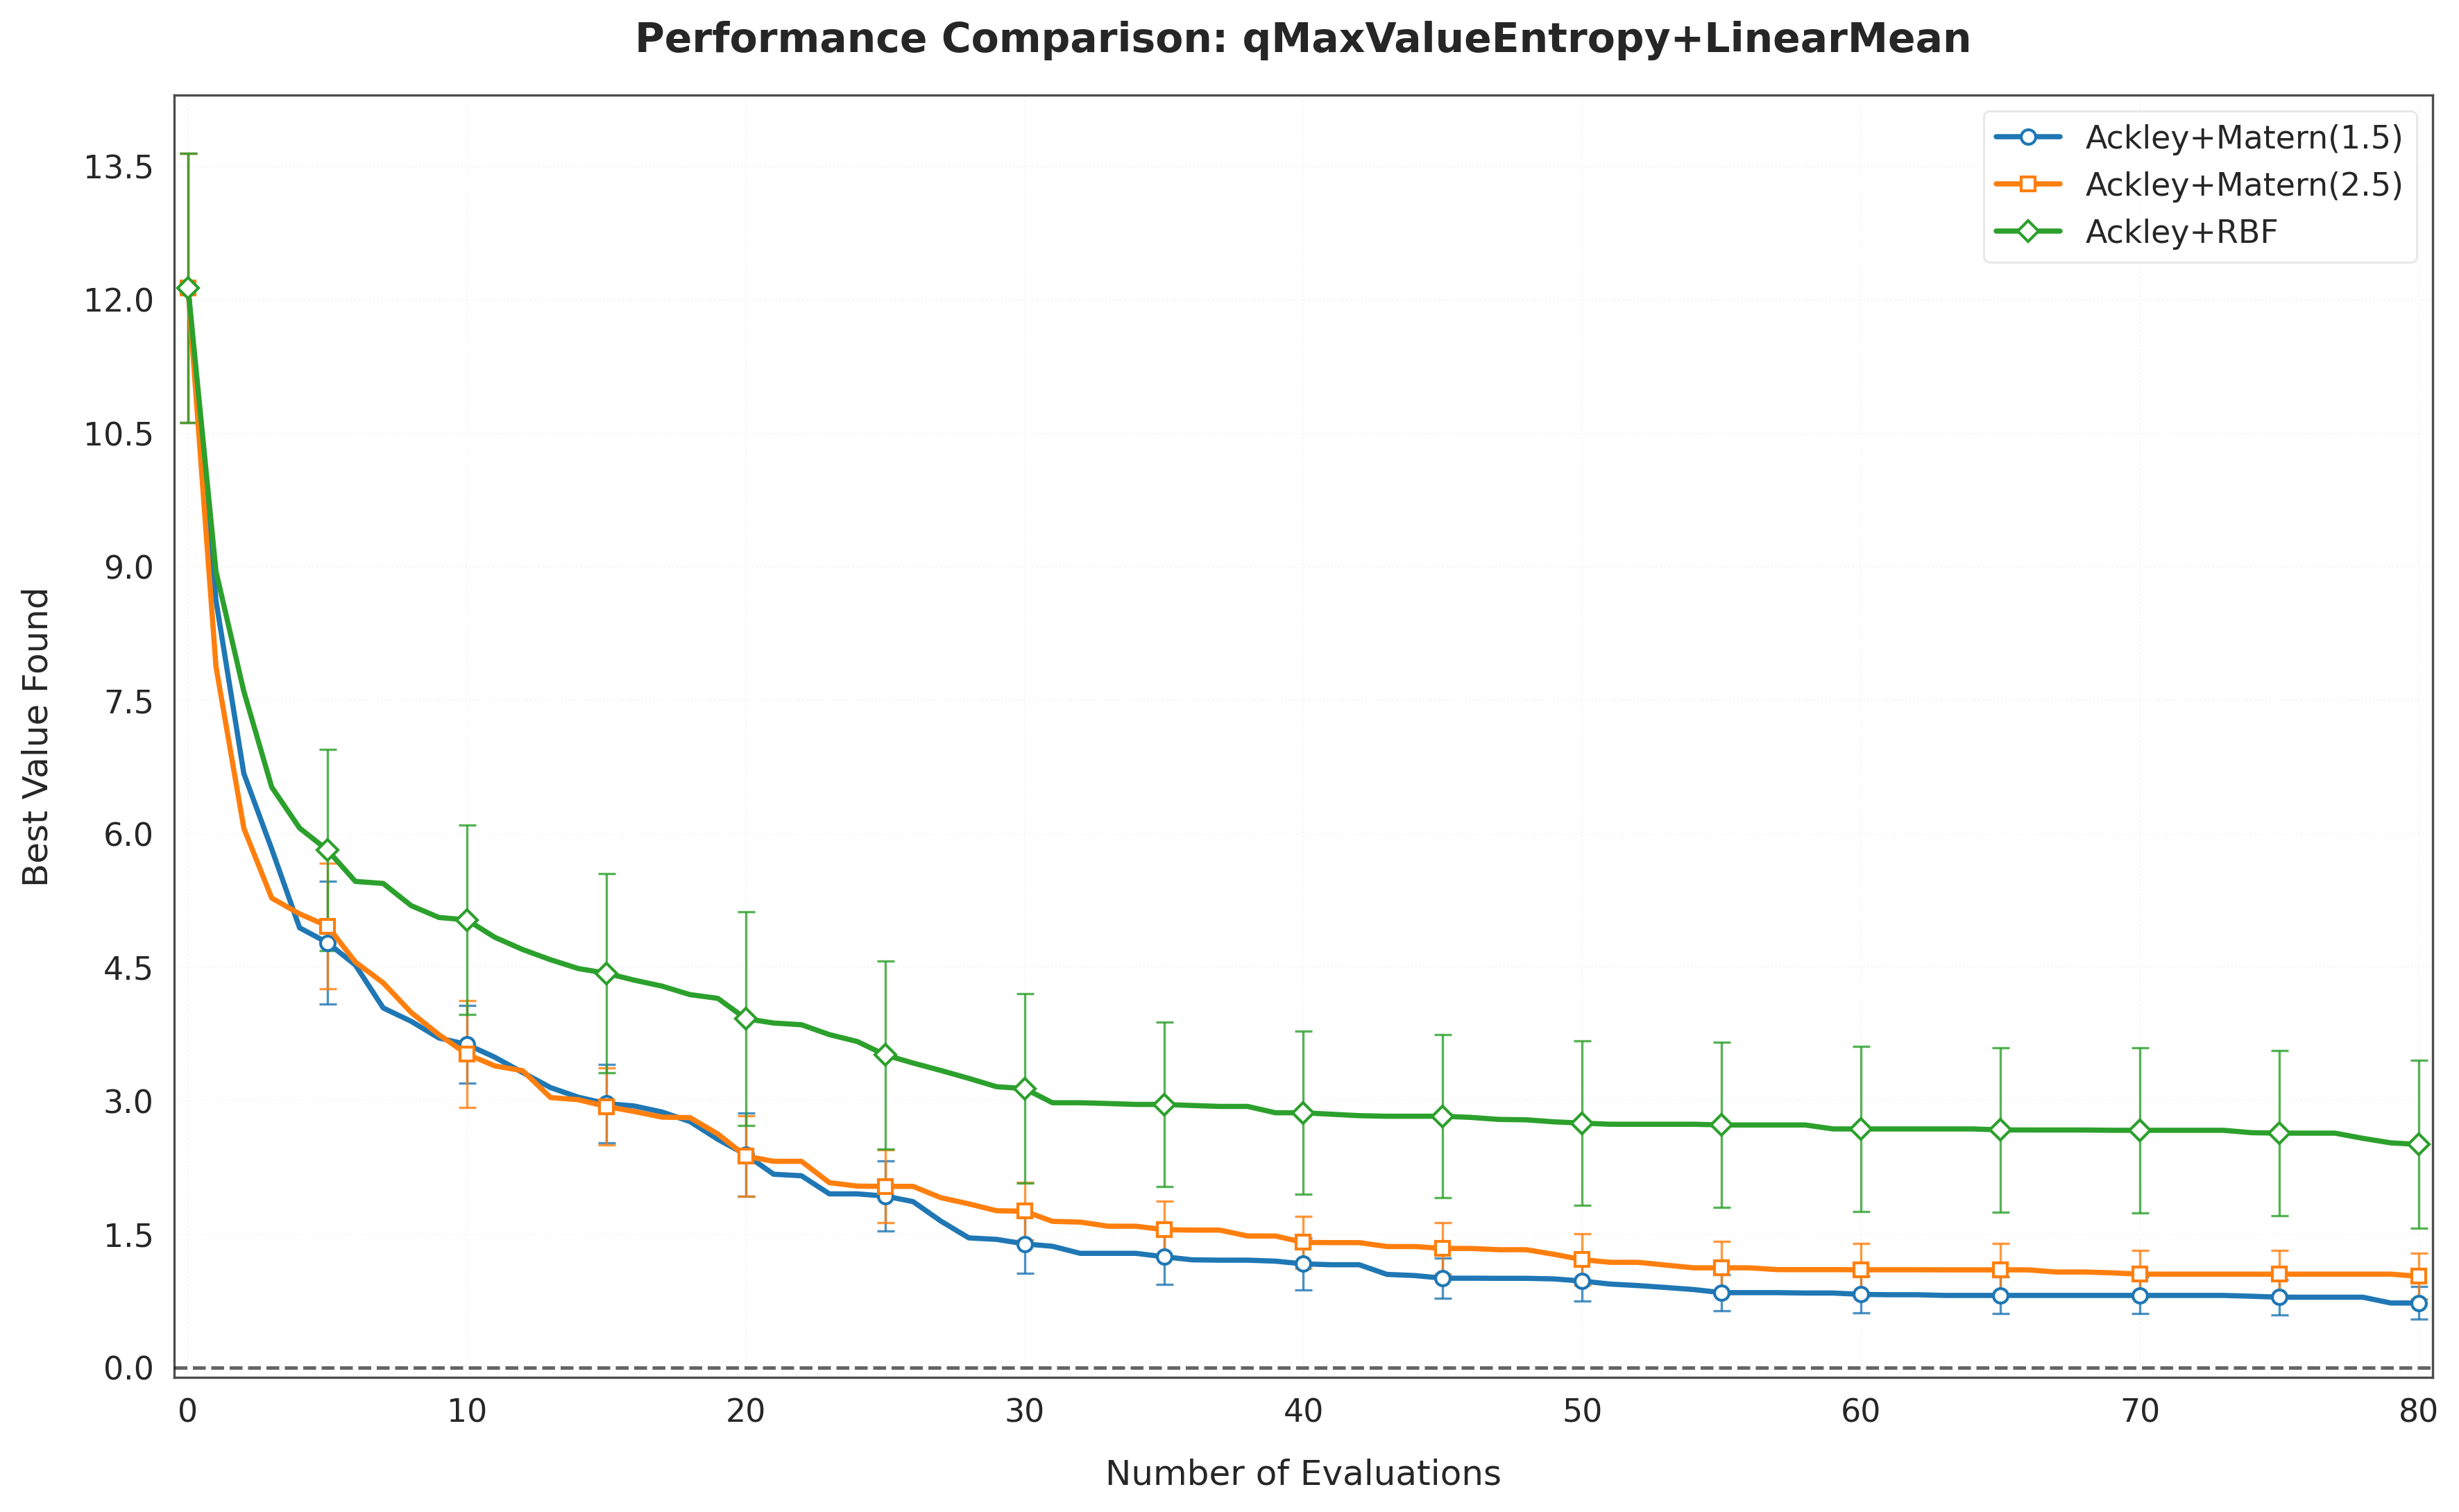 Performance Comparison: qMaxValueEntropy+LinearMean
Ackley+Matern(1.5)
Ackley+Matern(2.5)
Ackley+RBF
Best Value Found
13.5
12.0
10.5
9.0
7.5
6.0
4.5
3.0
1.5
0.0
0 10 20 30 40 50 60 70 80
Number of Evaluations